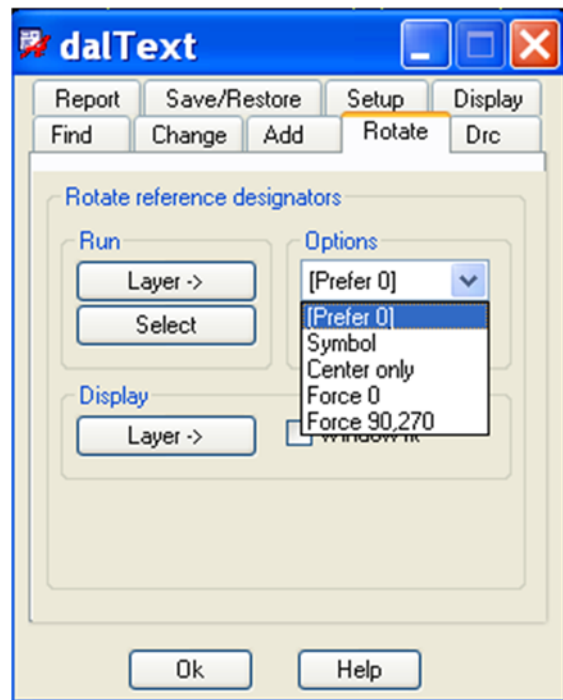 dalText
Report Save/Restore Setup Display
Find Change Add Rotate Drc
Rotate reference designators
Run
Layer ->
Select
Options
[Prefer 0]
[Prefer 0]
Symbol
Center only
Force 0
Force 90,270
Display
Layer ->
Ok Help